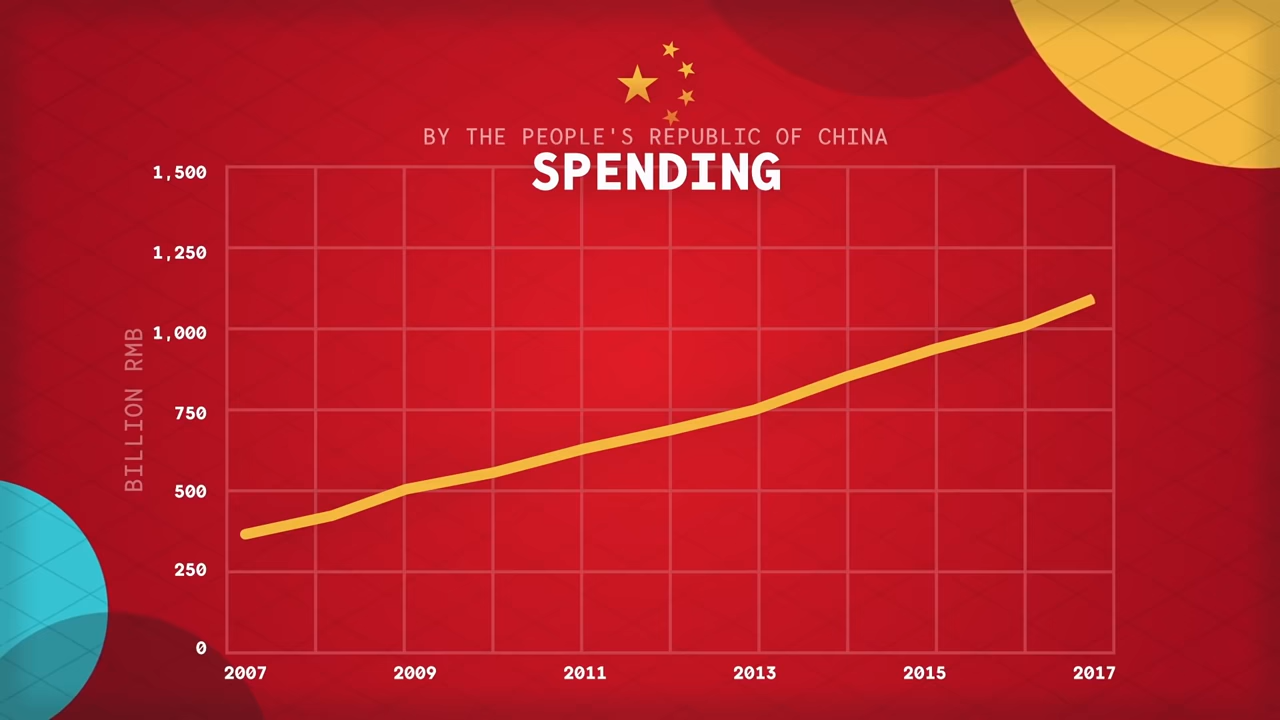 BY THE PEOPLE'S REPUBLIC OF CHINA
SPENDING
BILLION RMB
1,500
1,250
1,000
750
500
250
0
2007 2009 2011 2013 2015 2017